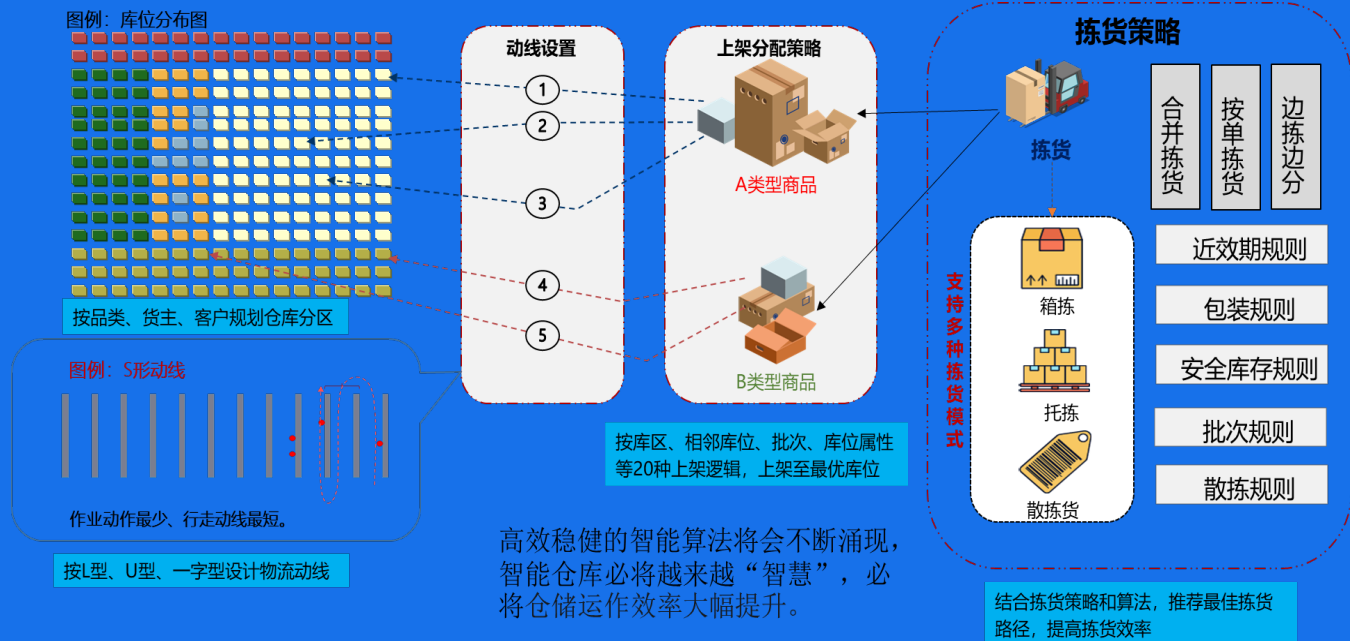 图例：库位分布图
按品类、货主、客户规划仓库分区
图例：S形动线
作业动作最少、行走动线最短。
按L型、U型、一字型设计物流动线
动线设置
1
2
3
4
5
上架分配策略
A类型商品
B类型商品
按库区、相邻库位、批次、库位属性
等20种上架逻辑，上架至最优库位
高效稳健的智能算法将会不断涌现，
智能仓库必将越来越“智慧”，必
将仓储运作效率大幅提升。
拣货策略
拣货
合并拣货
按单拣货
边拣边分
支持多种拣货模式
箱拣
托拣
散拣货
近效期规则
包装规则
安全库存规则
批次规则
散拣规则
结合拣货策略和算法，推荐最佳拣货
路径，提高拣货效率